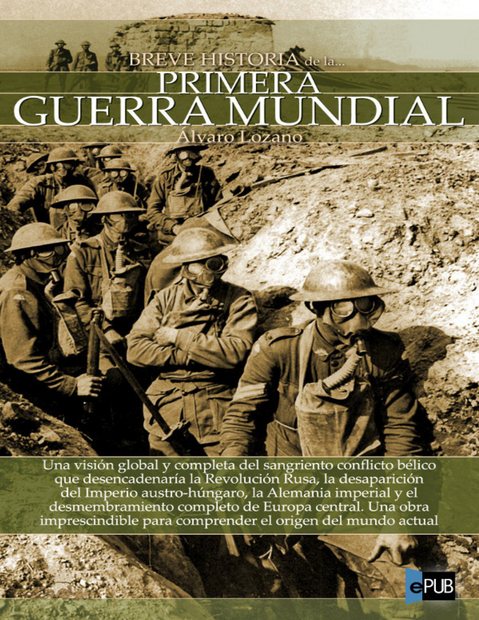 BREVE HISTORIA de la...
PRIMERA
GUERRA MUNDIAL
Álvaro Lozano
Una visión global y completa del sangriento conflicto bélico
que desencadenaría la Revolución Rusa, la desaparición
del Imperio austro-húngaro, la Alemania imperial y el
desmembramiento completo de Europa central. Una obra
imprescindible para comprender el origen del mundo actual
ePUB